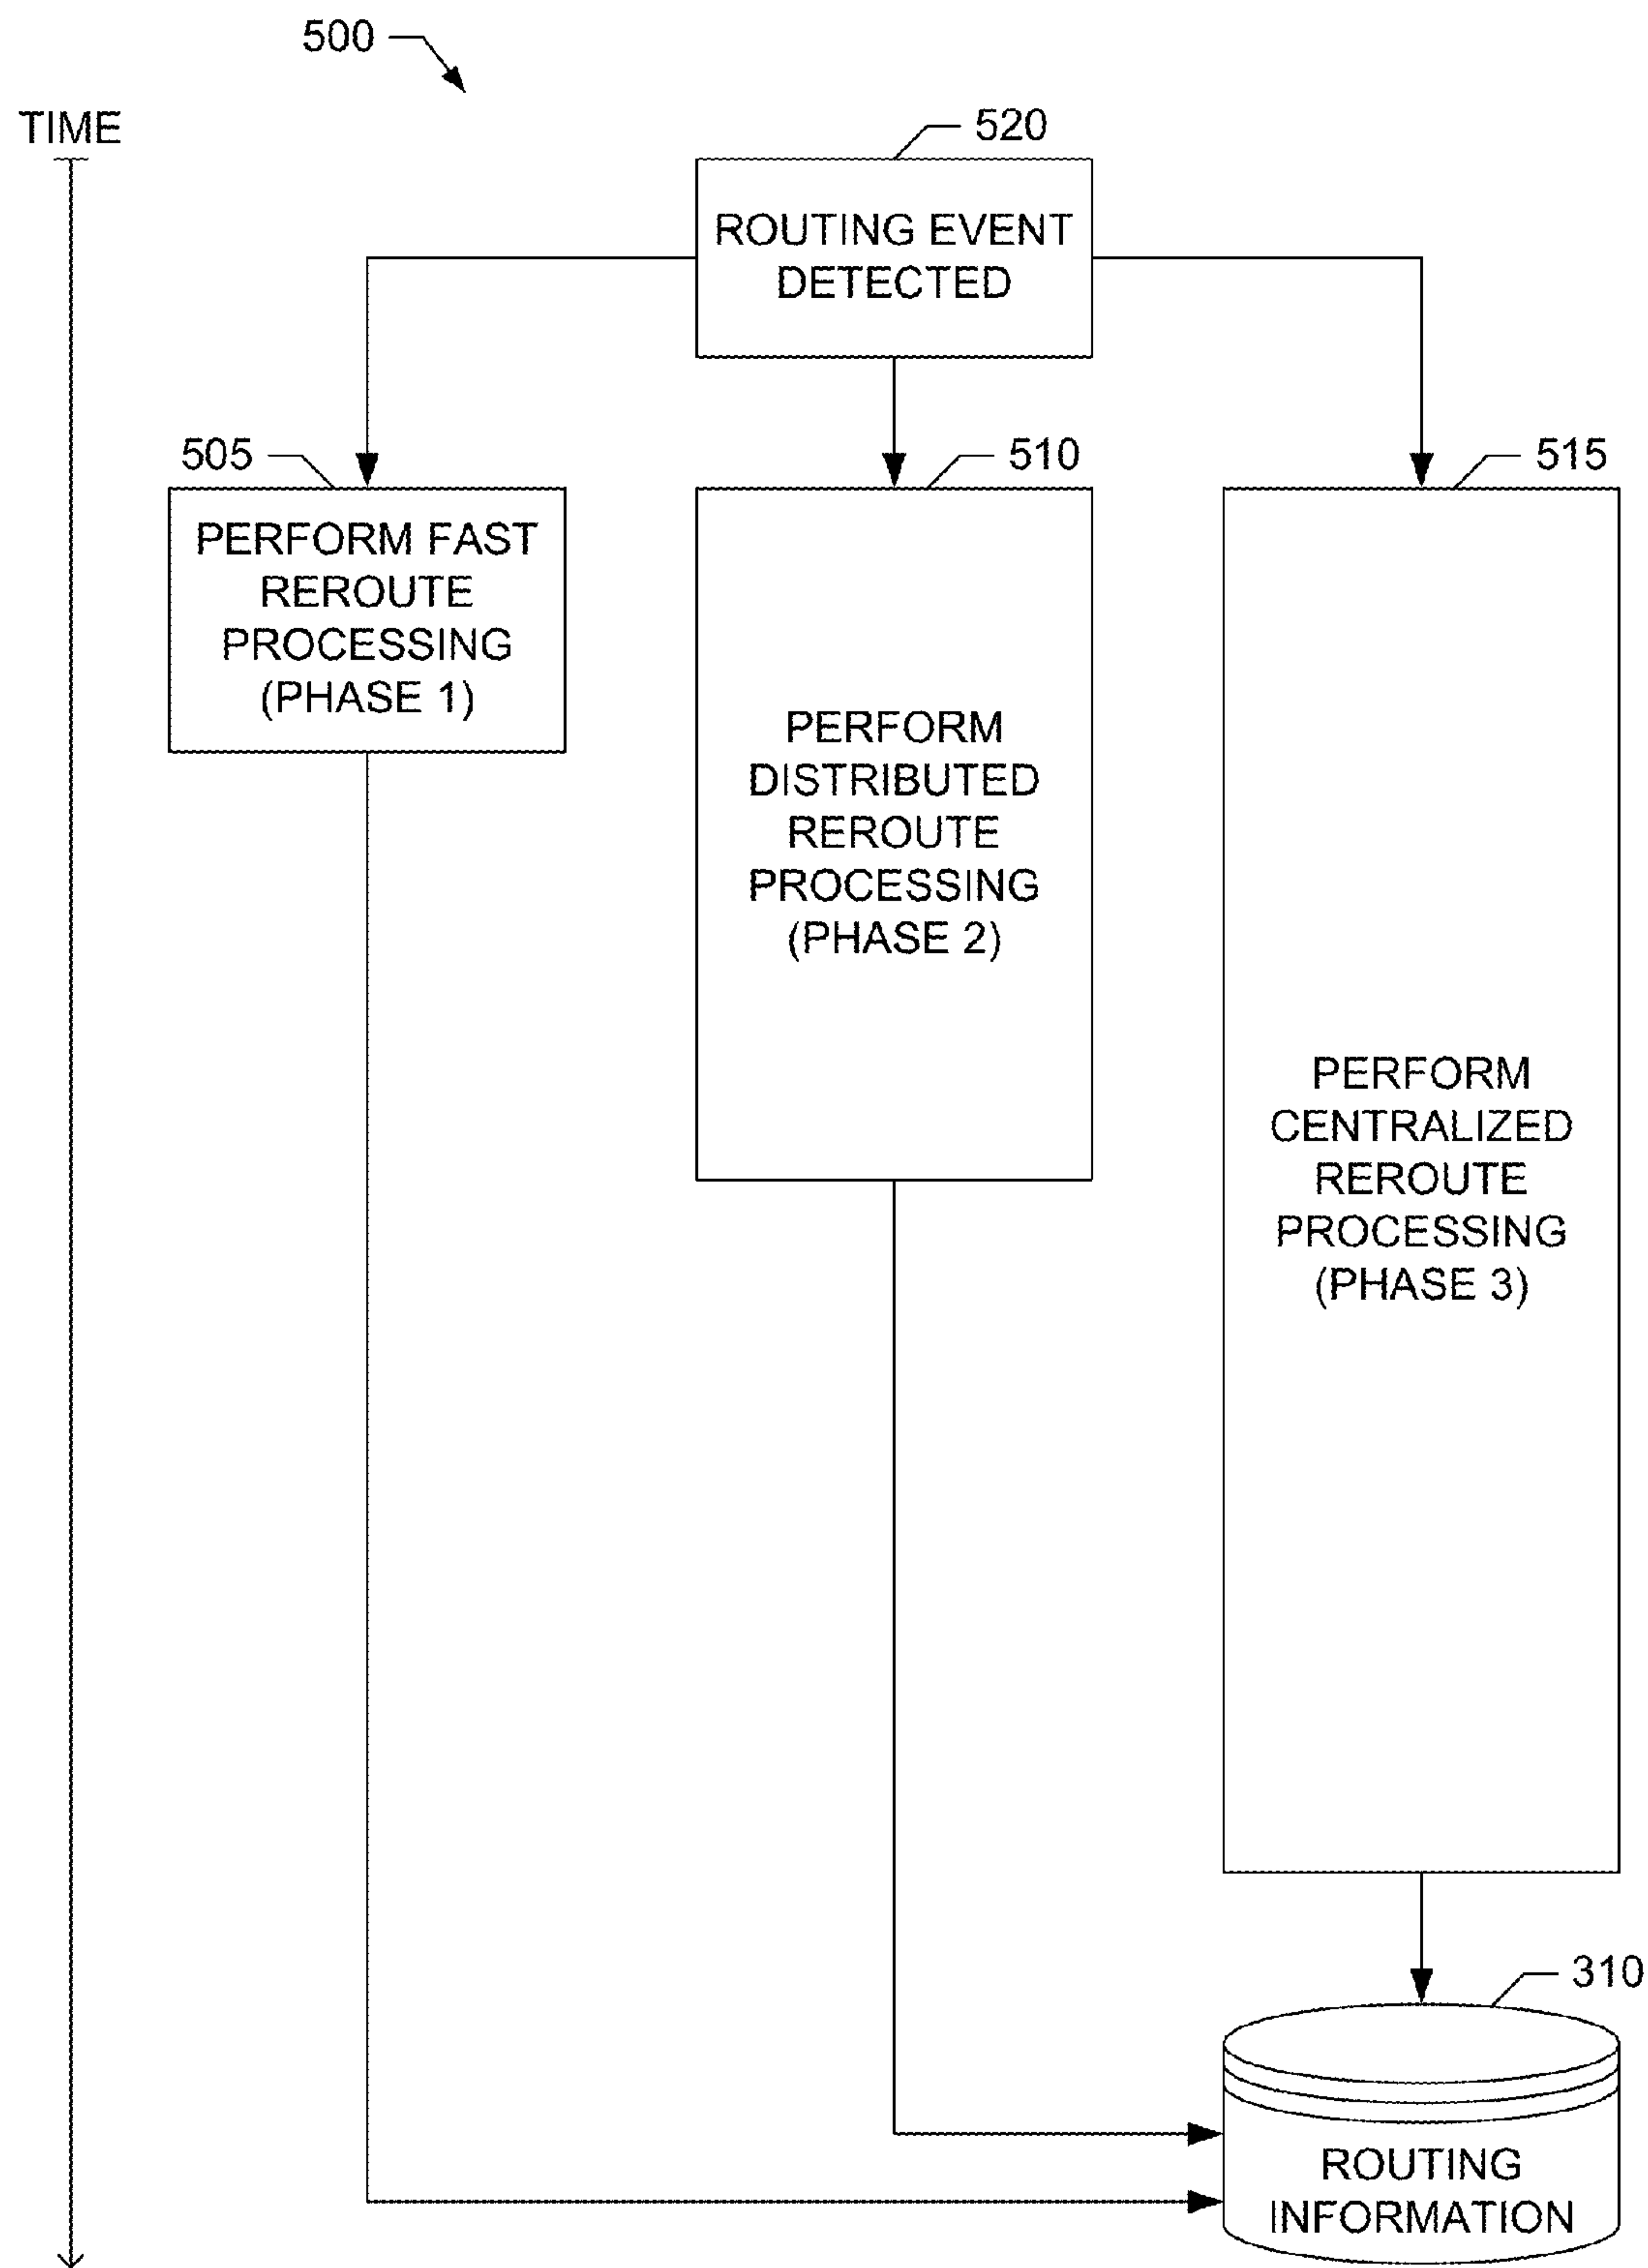 500
TIME
520
ROUTING EVENT
DETECTED
505
510
515
PERFORM FAST
REROUTE
PROCESSING
(PHASE 1)
PERFORM
DISTRIBUTED
REROUTE
PROCESSING
(PHASE 2)
PERFORM
CENTRALIZED
REROUTE
PROCESSING
(PHASE 3)
310
ROUTING
INFORMATION